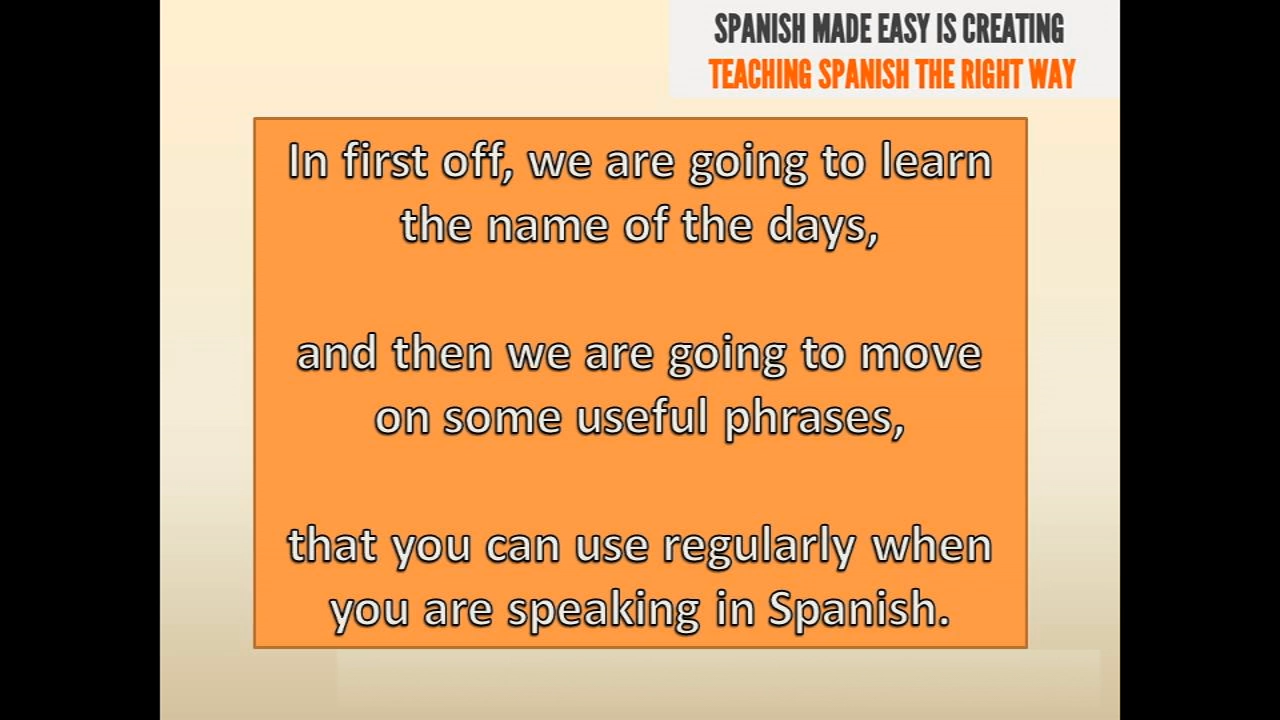 SPANISH MADE EASY IS CREATING
TEACHING SPANISH THE RIGHT WAY
In first off, we are going to learn
the name of the days,
and then we are going to move
on some useful phrases,
that you can use regularly when
you are speaking in Spanish.